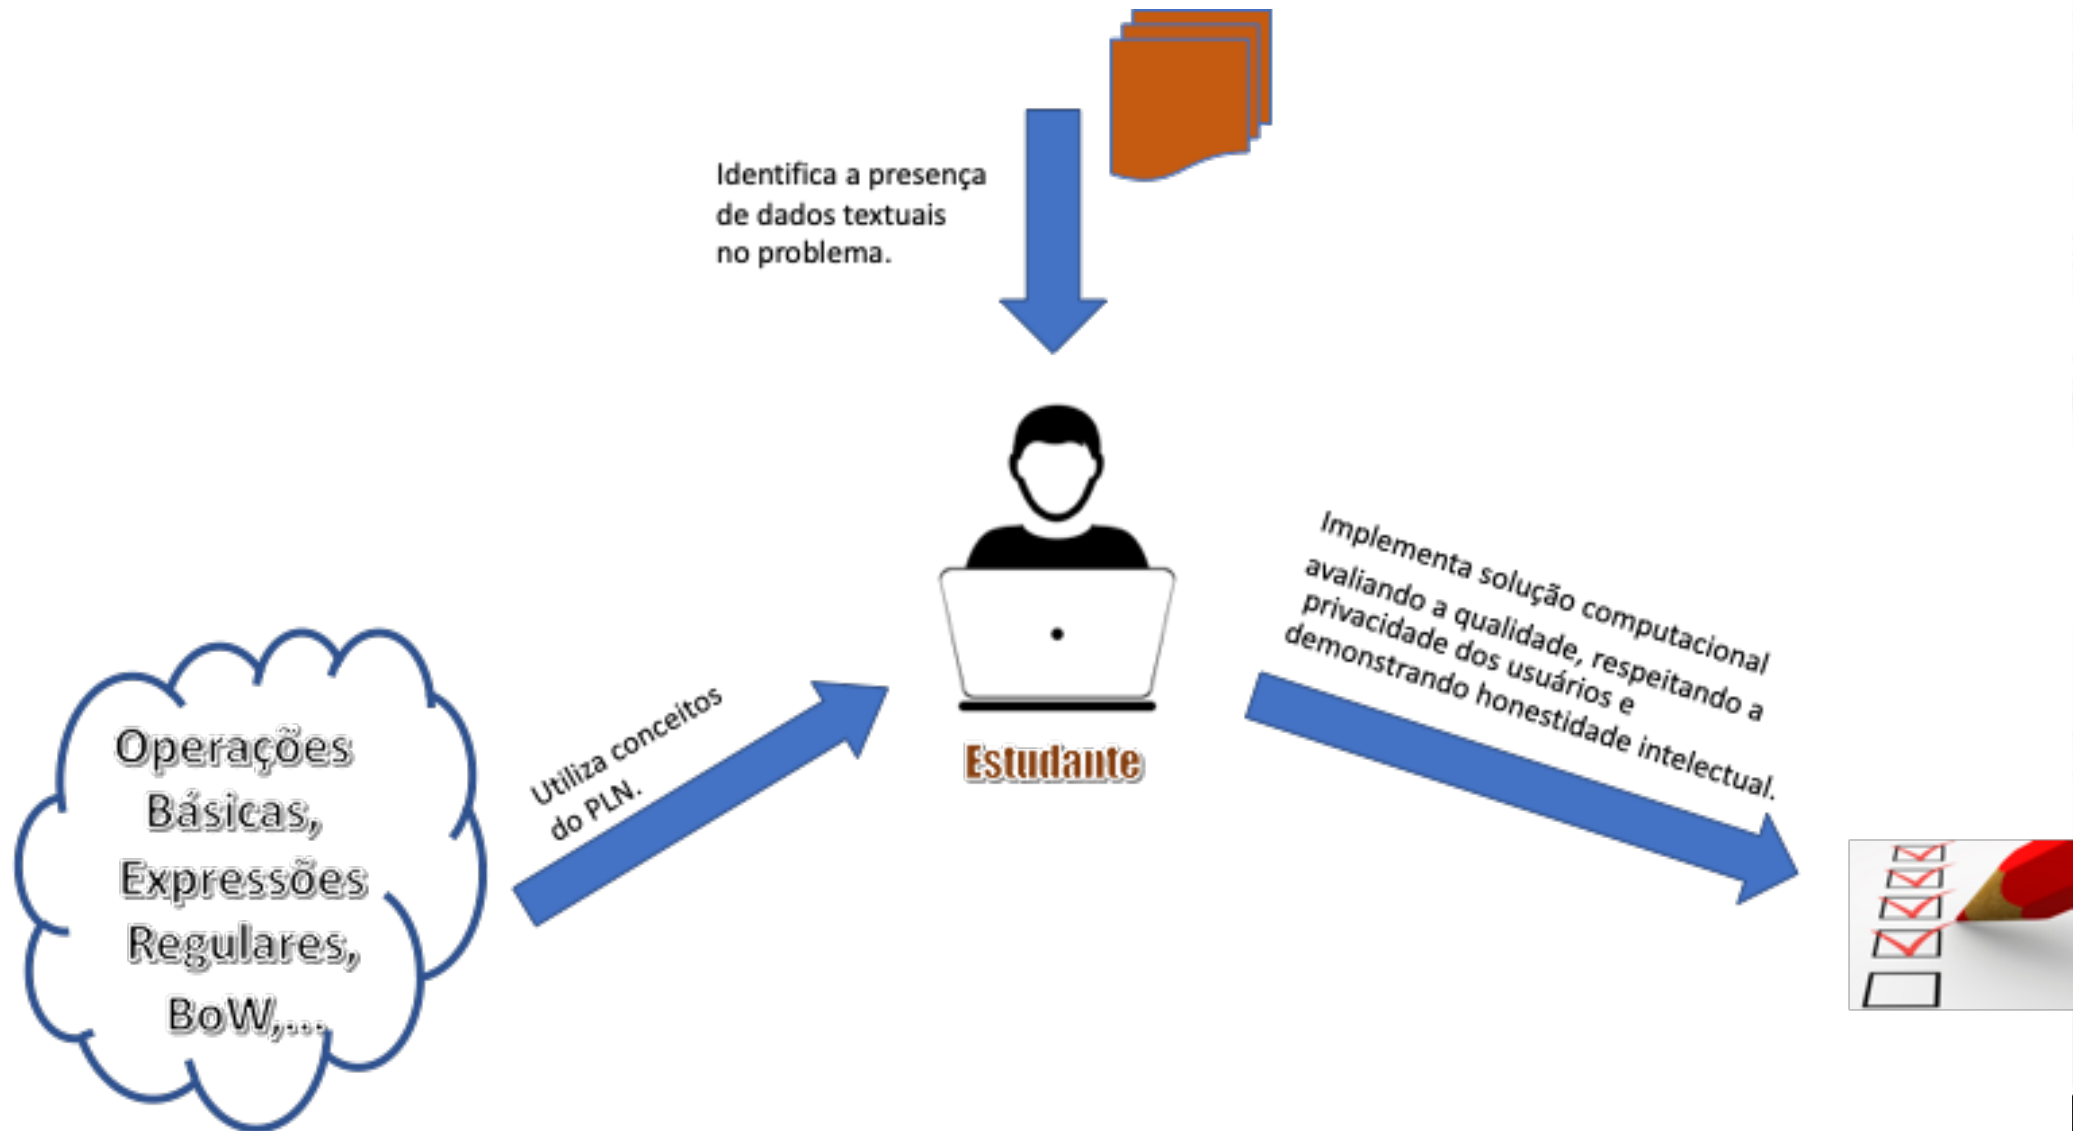 Identifica a presença
de dados textuais
no problema.
Implementa solução computacional
avaliando a qualidade, respeitando a
privacidade dos usuários e
demonstrando honestidade intelectual.
Utiliza conceitos
do PLN.
Estudante
Operações
Básicas,
Expressões
Regulares,
BoW,...